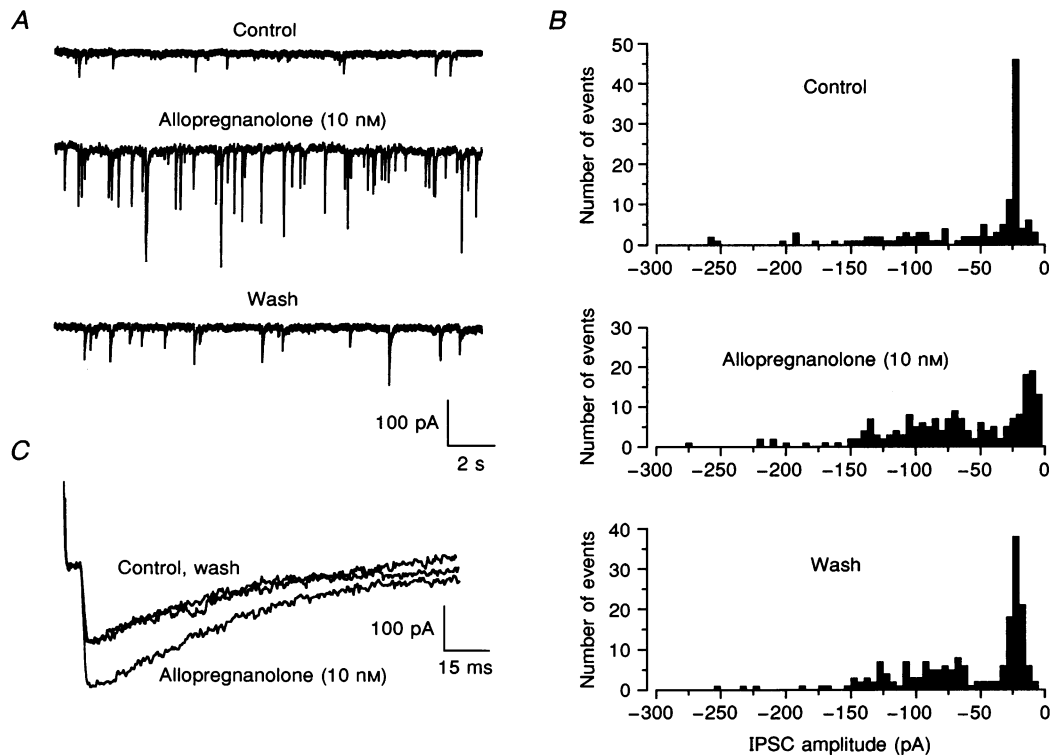 A
Control
Allopregnanolone (10 nM)
Wash
100 pA
2 s
B
Control
Number of events
50
40
30
20
10
0
−300 −250 −200 −150 −100 −50 0
Allopregnanolone (10 nM)
Number of events
30
20
10
0
−300 −250 −200 −150 −100 −50 0
Wash
Number of events
40
30
20
10
0
−300 −250 −200 −150 −100 −50 0
IPSC amplitude (pA)
C
Control, wash
Allopregnanolone (10 nM)
100 pA
15 ms